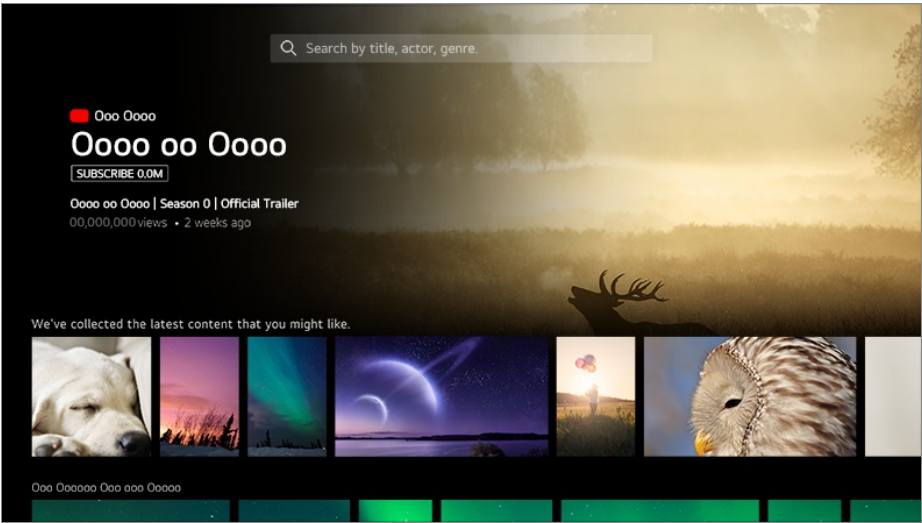 Search by title, actor, genre.
Ooo Oooo
Oooo oo Oooo
SUBSCRIBE 0.0M
Oooo oo Oooo | Season 0 | Official Trailer
00,000,000 views • 2 weeks ago
We've collected the latest content that you might like.
Ooo Oooooo Ooo ooo Ooooo